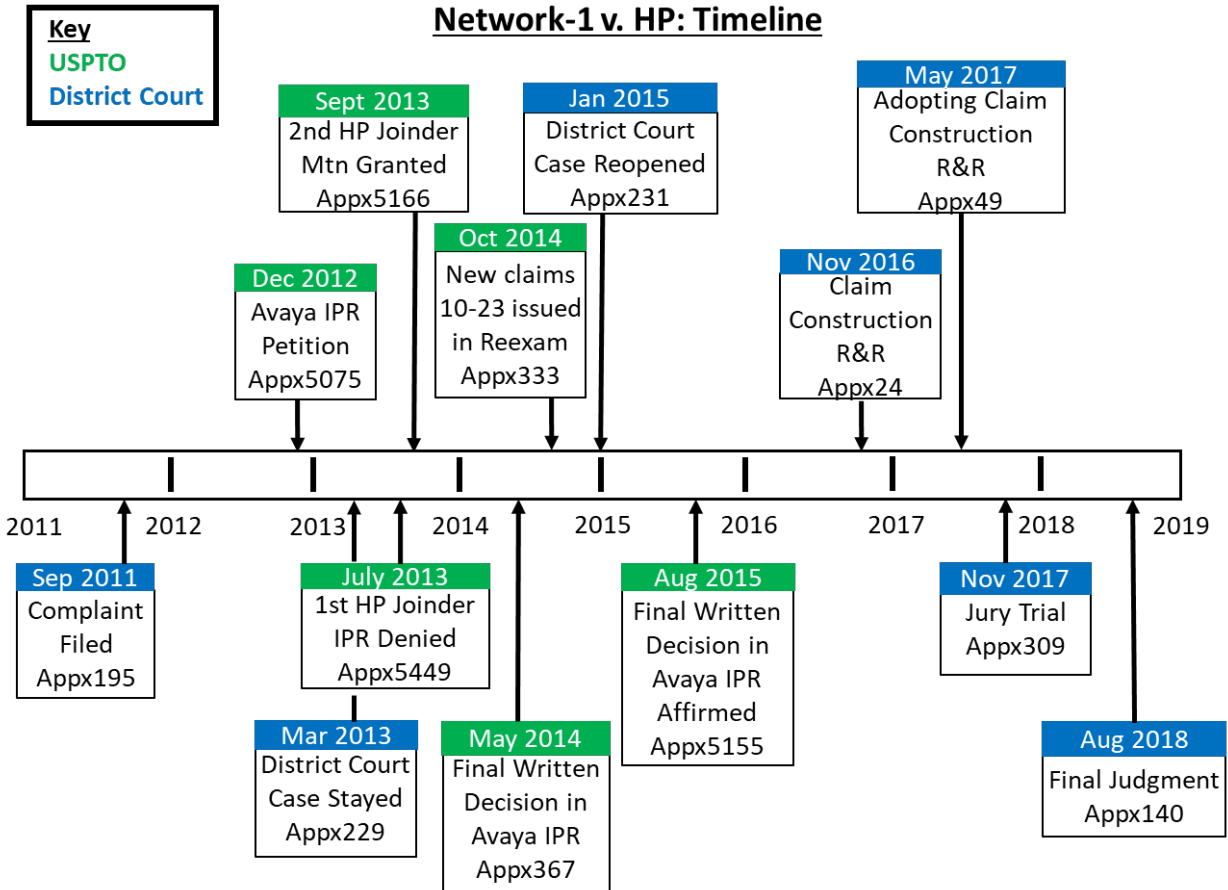 Network-1 v. HP: Timeline
Key
USPTO
District Court
Sept 2013
2nd HP Joinder
Mtn Granted
Appx5166
Jan 2015
District Court
Case Reopened
Appx231
May 2017
Adopting Claim
Construction
R&R
Appx49
Dec 2012
Avaya IPR
Petition
Appx5075
Oct 2014
New claims
10-23 issued
in Reexam
Appx333
Nov 2016
Claim
Construction
R&R
Appx24
2011
2012
2013
2014
2015
2016
2017
2018
2019
Sep 2011
Complaint
Filed
Appx195
July 2013
1st HP Joinder
IPR Denied
Appx5449
Aug 2015
Final Written
Decision in
Avaya IPR
Affirmed
Appx5155
Nov 2017
Jury Trial
Appx309
Mar 2013
District Court
Case Stayed
Appx229
May 2014
Final Written
Decision in
Avaya IPR
Appx367
Aug 2018
Final Judgment
Appx140